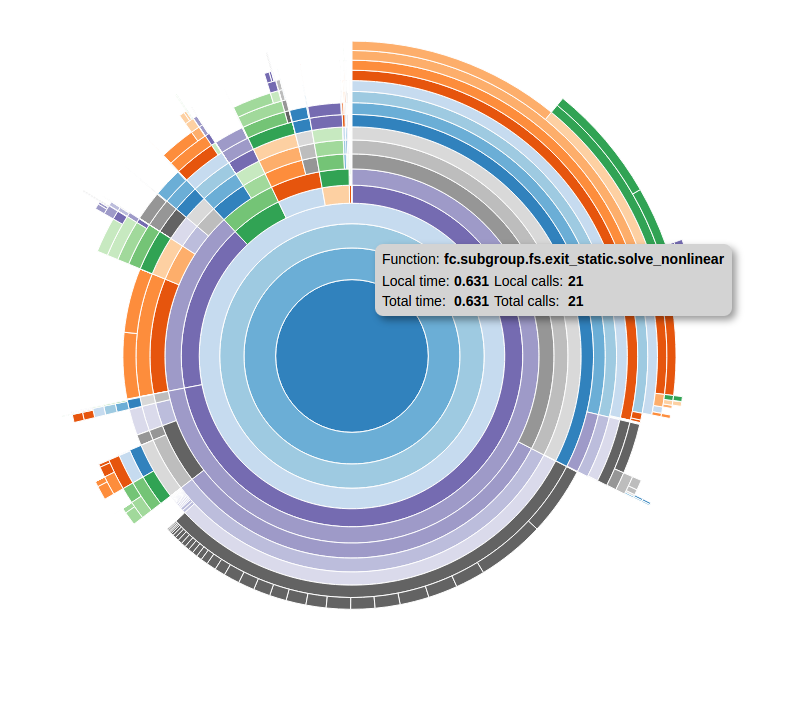 Function: fc.subgroup.fs.exit_static.solve_nonlinear
Local time: 0.631 Local calls: 21
Total time: 0.631 Total calls: 21